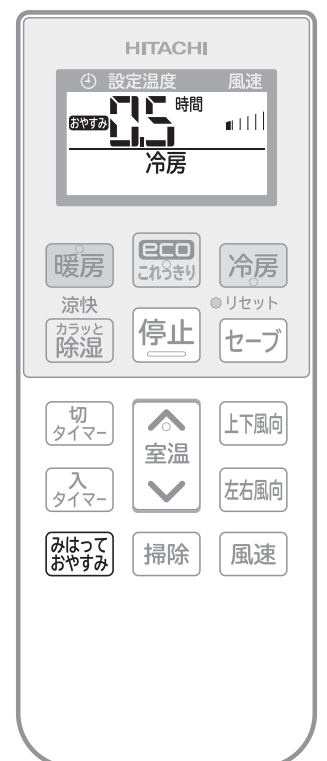 HITACHI
設定温度 風速
おやすみ 0.5 時間
冷房
暖房 eco これっきり 冷房
涼快 リセット
カラッと除湿 停止 セーブ
切タイマー 室温 上下風向
入タイマー 左右風向
みはっておやすみ 掃除 風速